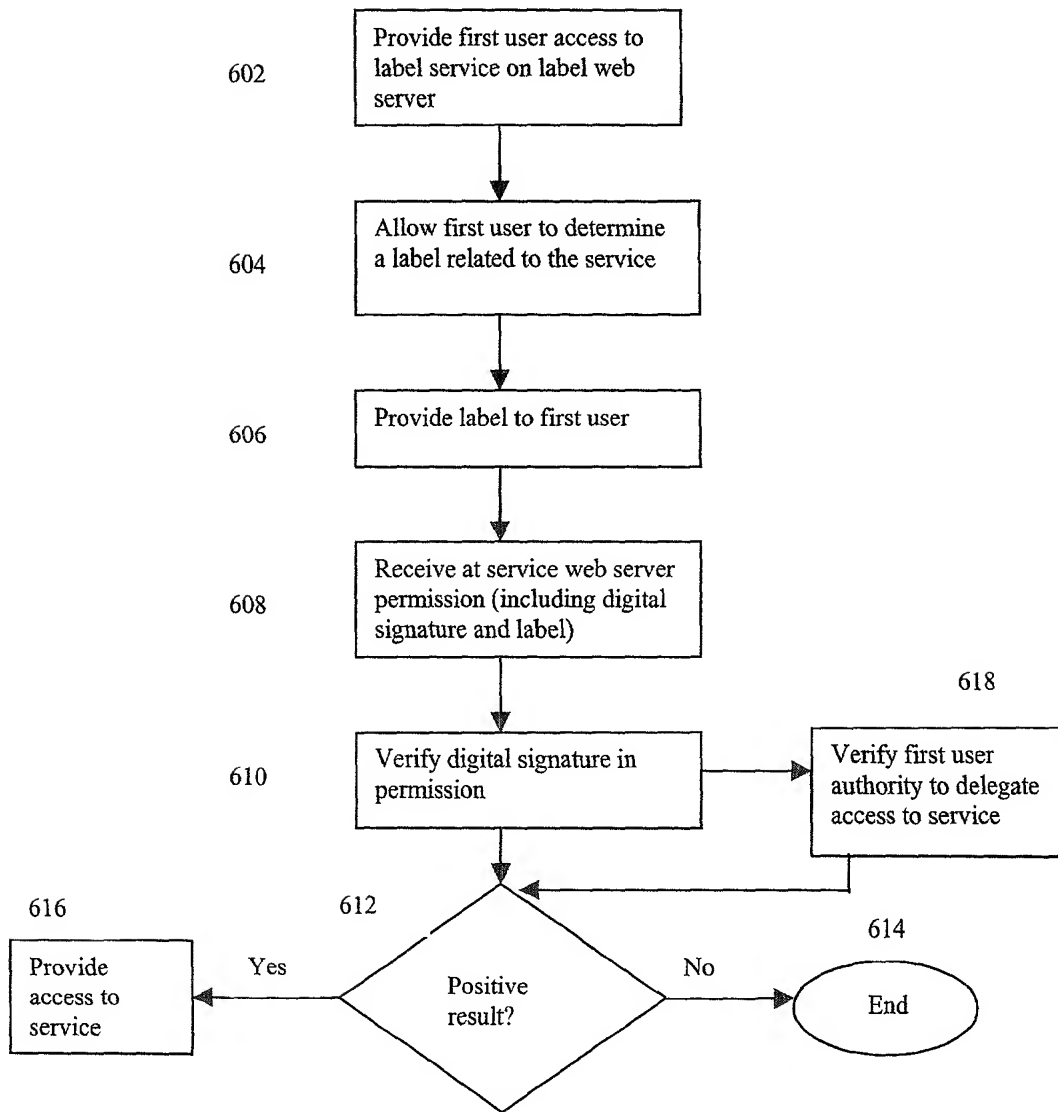 602
Provide first user access to
label service on label web
server
604
Allow first user to determine
a label related to the service
606
Provide label to first user
608
Receive at service web server
permission (including digital
signature and label)
610
Verify digital signature in
permission
618
Verify first user
authority to delegate
access to service
612
Positive
result?
Yes
616
Provide
access to
service
No
614
End